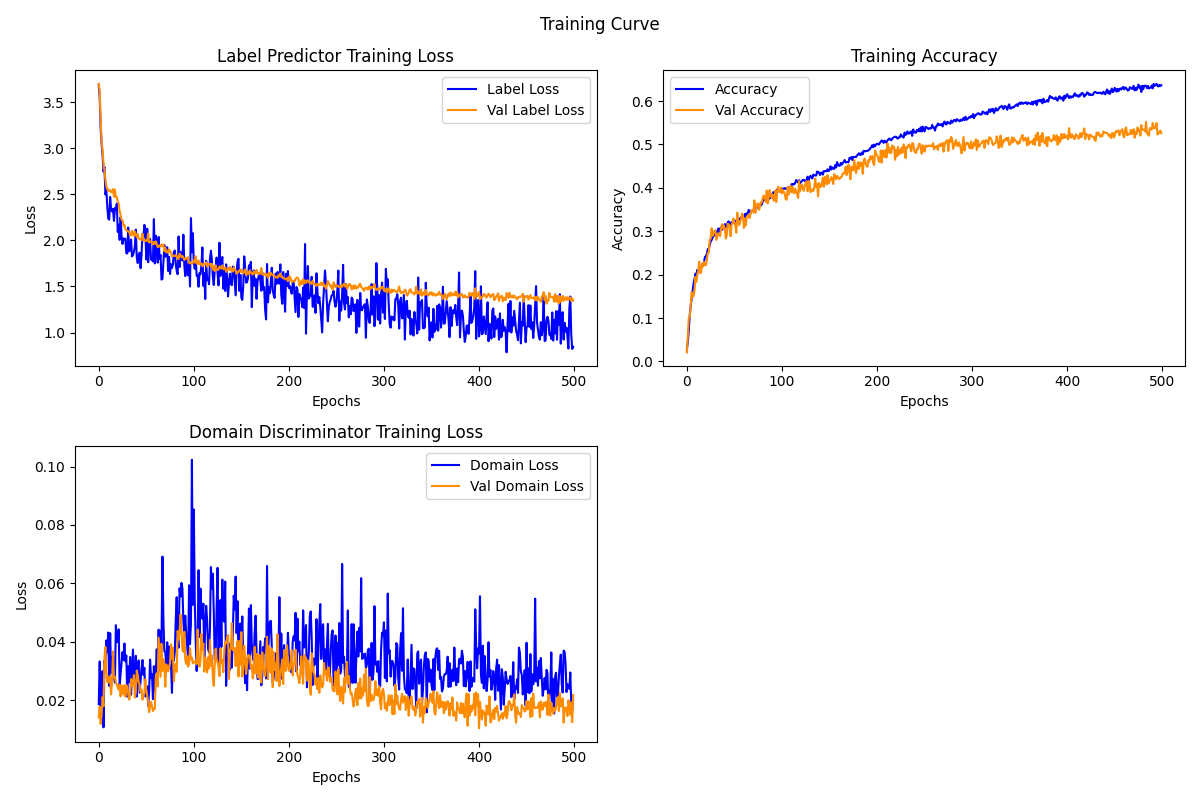 Training Curve
Label Predictor Training Loss
Label Loss
Val Label Loss
Loss
3.5
3.0
2.5
2.0
1.5
1.0
0 100 200 300 400 500
Epochs
Training Accuracy
Accuracy
Val Accuracy
Accuracy
0.6
0.5
0.4
0.3
0.2
0.1
0.0
0 100 200 300 400 500
Epochs
Domain Discriminator Training Loss
Domain Loss
Val Domain Loss
Loss
0.10
0.08
0.06
0.04
0.02
0 100 200 300 400 500
Epochs